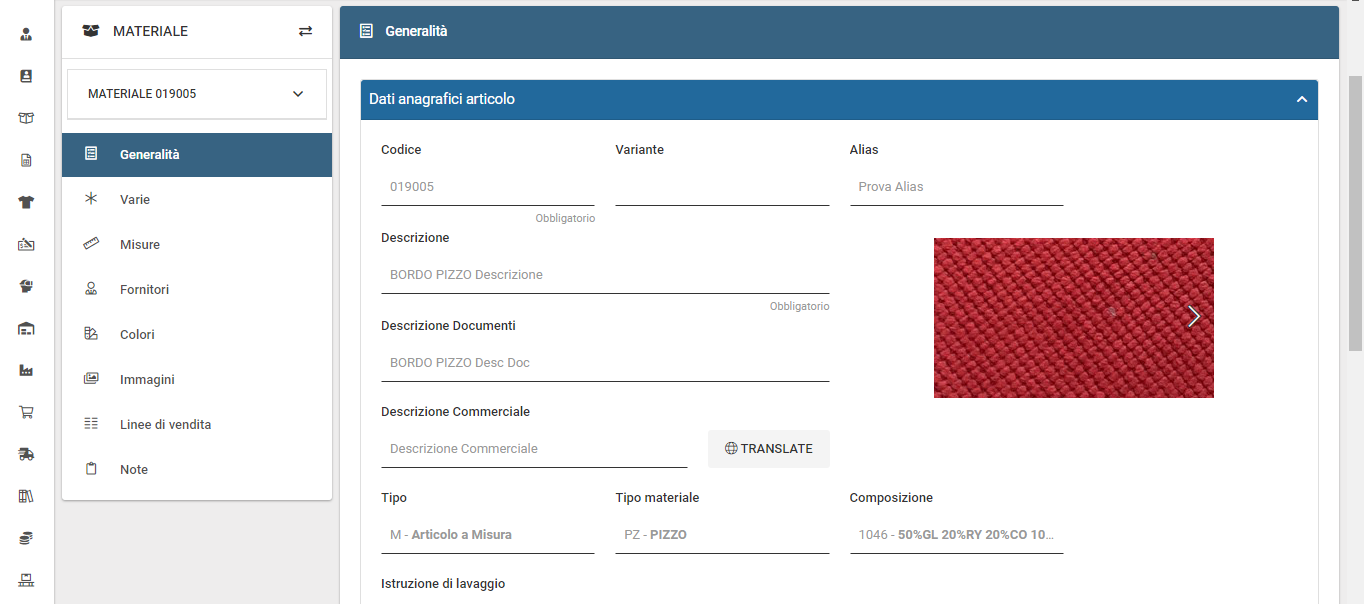 MATERIALE
MATERIALE 019005
Generalità
Varie
Misure
Fornitori
Colori
Immagini
Linee di vendita
Note
Generalità
Dati anagrafici articolo
Codice Variante Alias
019005 Prova Alias
Obbligatorio
Descrizione
BORDO PIZZO Descrizione
Obbligatorio
Descrizione Documenti
BORDO PIZZO Desc Doc
Descrizione Commerciale
Descrizione Commerciale TRANSLATE
Tipo Tipo materiale Composizione
M - Articolo a Misura PZ - PIZZO 1046 - 50%GL 20%RY 20%CO 10...
Istruzione di lavaggio